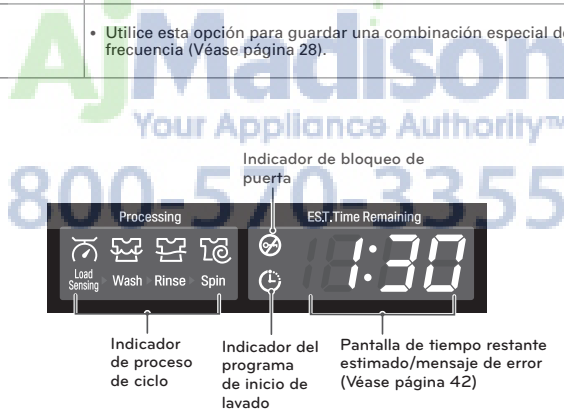 • Utilice esta opción para guardar una combinación especial de
frecuencia (Véase página 28).
AjMadison
Your Appliance Authority™
800-570-3355
Indicador de bloqueo de
puerta
Processing
EST.Time Remaining
Load
Sensing
Wash
Rinse
Spin
1:30
Indicador
de proceso
de ciclo
Indicador del
programa
de inicio de
lavado
Pantalla de tiempo restante
estimado/mensaje de error
(Véase página 42)